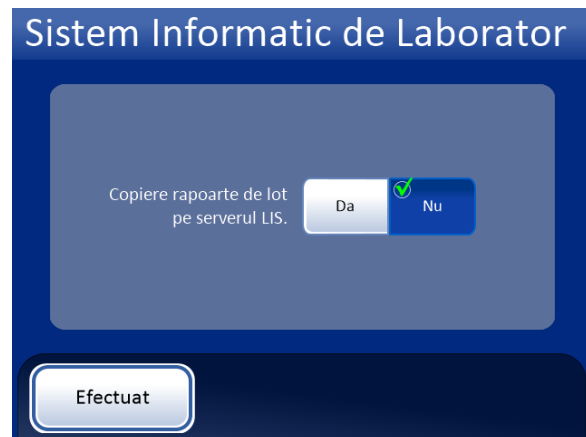 Sistem Informatic de Laborator
Copiere rapoarte de lot
pe serverul LIS.
Da
Nu
Efectuat